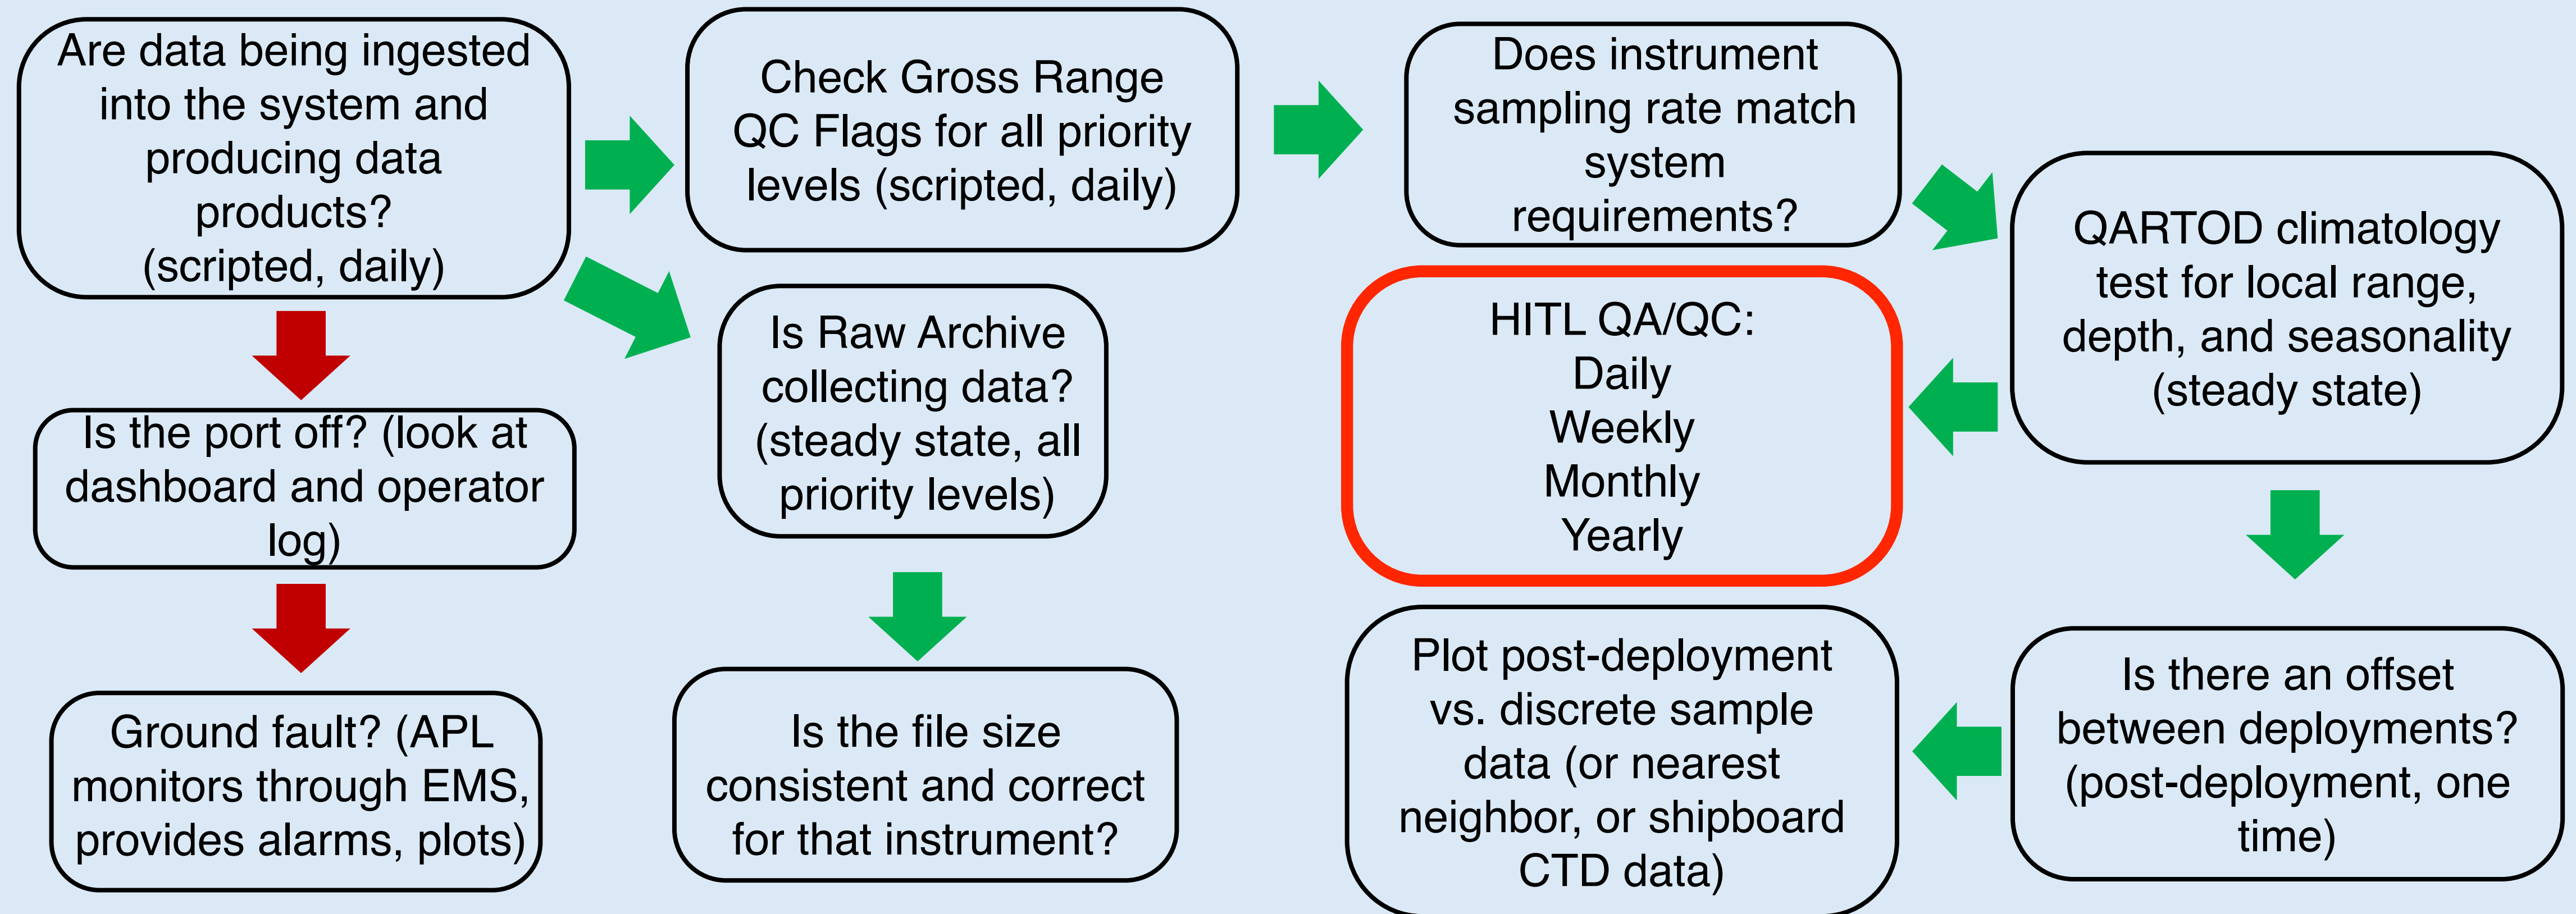 Are data being ingested
into the system and
producing data
products?
(scripted, daily)
Check Gross Range
QC Flags for all priority
levels (scripted, daily)
Does instrument
sampling rate match
system
requirements?
QARTOD climatology
test for local range,
depth, and seasonality
(steady state)
HITL QA/QC:
Daily
Weekly
Monthly
Yearly
Is Raw Archive
collecting data?
(steady state, all
priority levels)
Is the port off? (look at
dashboard and operator
log)
Ground fault? (APL
monitors through EMS,
provides alarms, plots)
Is the file size
consistent and correct
for that instrument?
Plot post-deployment
vs. discrete sample
data (or nearest
neighbor, or shipboard
CTD data)
Is there an offset
between deployments?
(post-deployment, one
time)